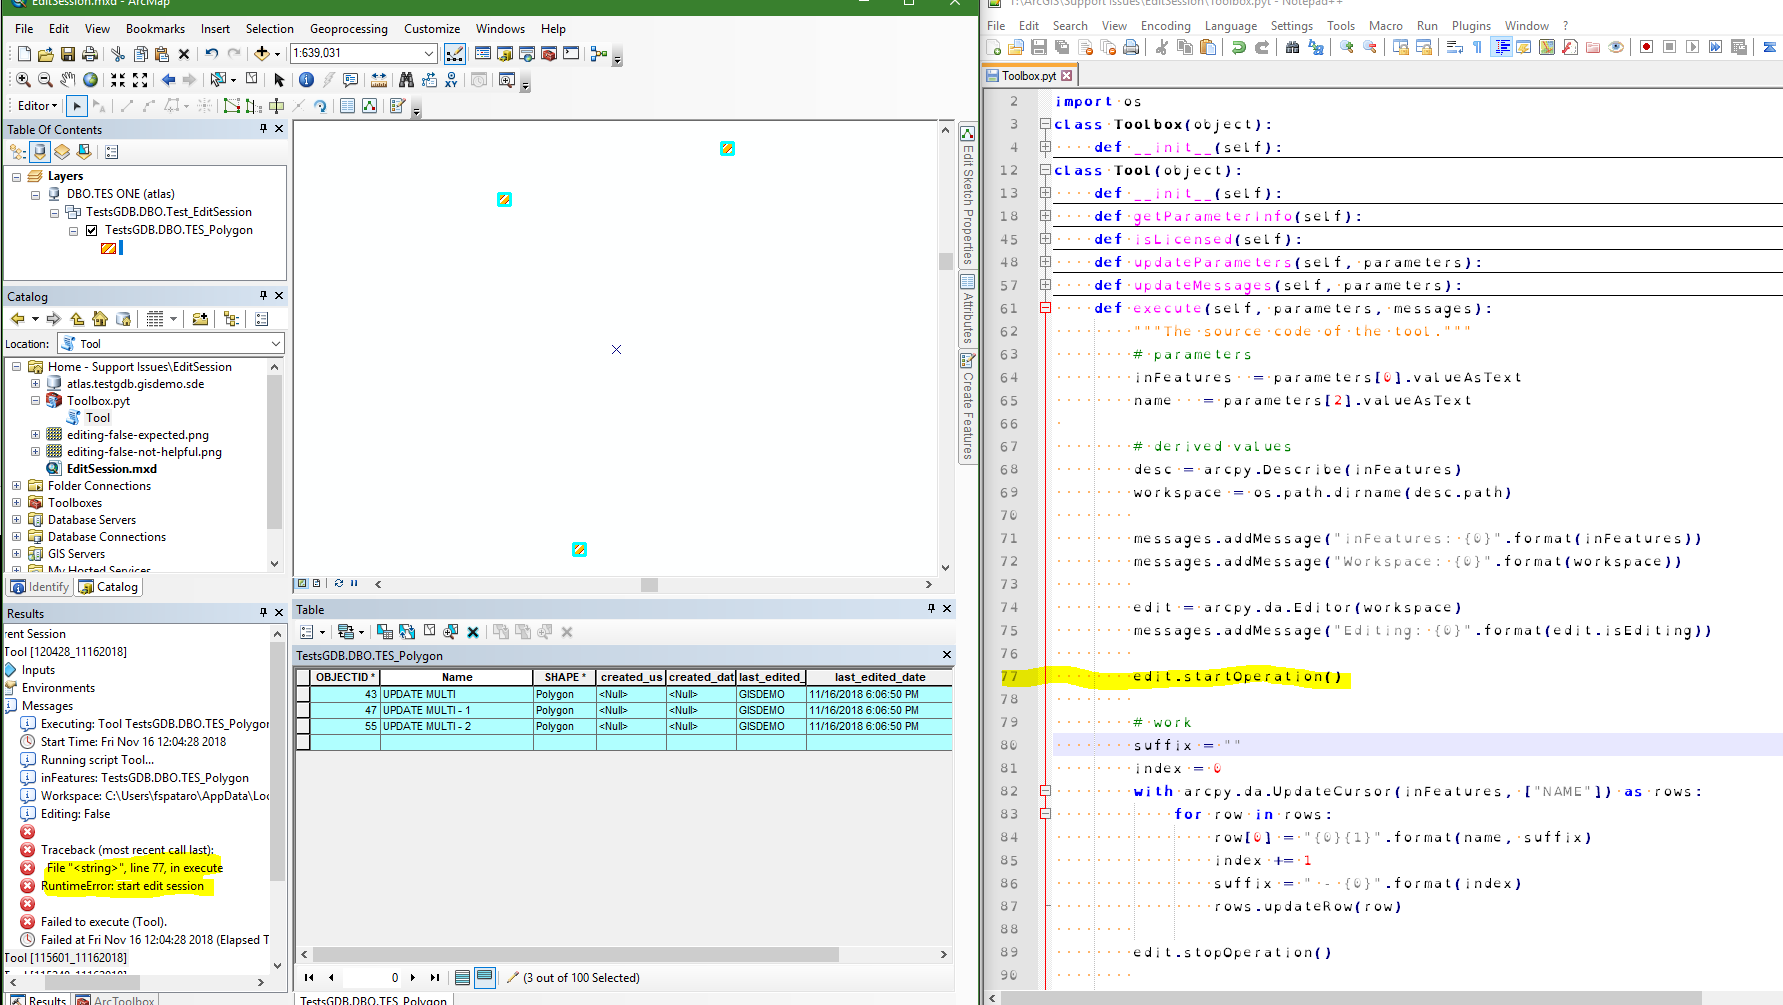 EditSession.mxd - ArcMap
File Edit View Bookmarks Insert Selection Geoprocessing Customize Windows Help
1:639,031
Editor
Table Of Contents
Layers
DBO.TES ONE (atlas)
TestsGDB.DBO.Test_EditSession
TestsGDB.DBO.TES_Polygon
Catalog
Location: Tool
Home - Support Issues\EditSession
atlas.testgdb.gisdemo.sde
Toolbox.pyt
Tool
editing-false-expected.png
editing-false-not-helpful.png
EditSession.mxd
Folder Connections
Toolboxes
Database Servers
Database Connections
GIS Servers
My Hosted Services
Identify Catalog
Results
rent Session
Tool [120428_11162018]
Inputs
Environments
Messages
Executing: Tool TestsGDB.DBO.TES_Polygon
Start Time: Fri Nov 16 12:04:28 2018
Running script Tool...
inFeatures: TestsGDB.DBO.TES_Polygon
Workspace: C:\Users\fspataro\AppData\Loc
Editing: False
Traceback (most recent call last):
File "<string>", line 77, in execute
RuntimeError: start edit session
Failed to execute (Tool).
Failed at Fri Nov 16 12:04:28 2018 (Elapsed T
Tool [115601_11162018]
Results ArcToolbox
Edit Sketch Properties
Attributes
Create Features
Table
TestsGDB.DBO.TES_Polygon
OBJECTID * Name SHAPE * created_us created_dat last_edited_ last_edited_date
43 UPDATE MULTI Polygon <Null> <Null> GISDEMO 11/16/2018 6:06:50 PM
47 UPDATE MULTI - 1 Polygon <Null> <Null> GISDEMO 11/16/2018 6:06:50 PM
55 UPDATE MULTI - 2 Polygon <Null> <Null> GISDEMO 11/16/2018 6:06:50 PM
0 (3 out of 100 Selected)
TestsGDB.DBO.TES_Polygon
T:\ArcGIS\Support Issues\EditSession\Toolbox.pyt - Notepad++
File Edit Search View Encoding Language Settings Tools Macro Run Plugins Window ?
Toolbox.pyt
2 import os
3 class Toolbox(object):
4 def __init__(self):
12 class Tool(object):
13 def __init__(self):
18 def getParameterInfo(self):
45 def isLicensed(self):
48 def updateParameters(self, parameters):
57 def updateMessages(self, parameters):
61 def execute(self, parameters, messages):
62 """The source code of the tool."""
63 # parameters
64 inFeatures = parameters[0].valueAsText
65 name = parameters[2].valueAsText
66
67 # derived values
68 desc = arcpy.Describe(inFeatures)
69 workspace = os.path.dirname(desc.path)
70
71 messages.addMessage("inFeatures: {0}".format(inFeatures))
72 messages.addMessage("Workspace: {0}".format(workspace))
73
74 edit = arcpy.da.Editor(workspace)
75 messages.addMessage("Editing: {0}".format(edit.isEditing))
76
77 edit.startOperation()
78
79 # work
80 suffix = ""
81 index = 0
82 with arcpy.da.UpdateCursor(inFeatures, ["NAME"]) as rows:
83 for row in rows:
84 row[0] = "{0}{1}".format(name, suffix)
85 index += 1
86 suffix = " - {0}".format(index)
87 rows.updateRow(row)
88
89 edit.stopOperation()
90